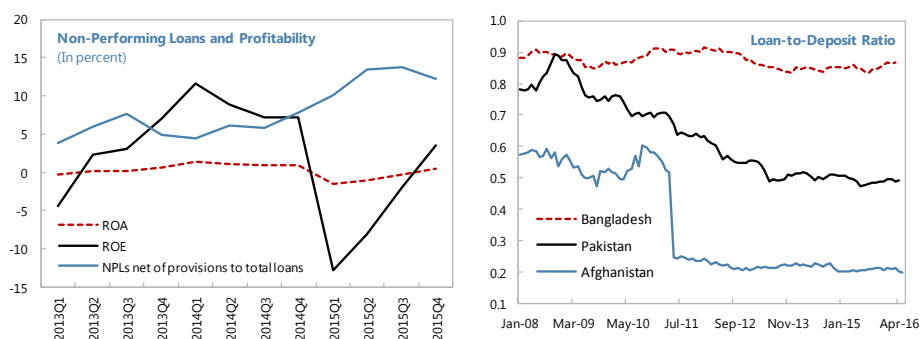 Non-Performing Loans and Profitability
(In percent)
20
15
10
5
0
-5
-10
-15
ROA
ROE
NPLs net of provisions to total loans
2013Q1
2013Q2
2013Q3
2013Q4
2014Q1
2014Q2
2014Q3
2014Q4
2015Q1
2015Q2
2015Q3
2015Q4
Loan-to-Deposit Ratio
1.0
0.9
0.8
0.7
0.6
0.5
0.4
0.3
0.2
0.1
Bangladesh
Pakistan
Afghanistan
Jan-08 Mar-09 May-10 Jul-11 Sep-12 Nov-13 Jan-15 Apr-16